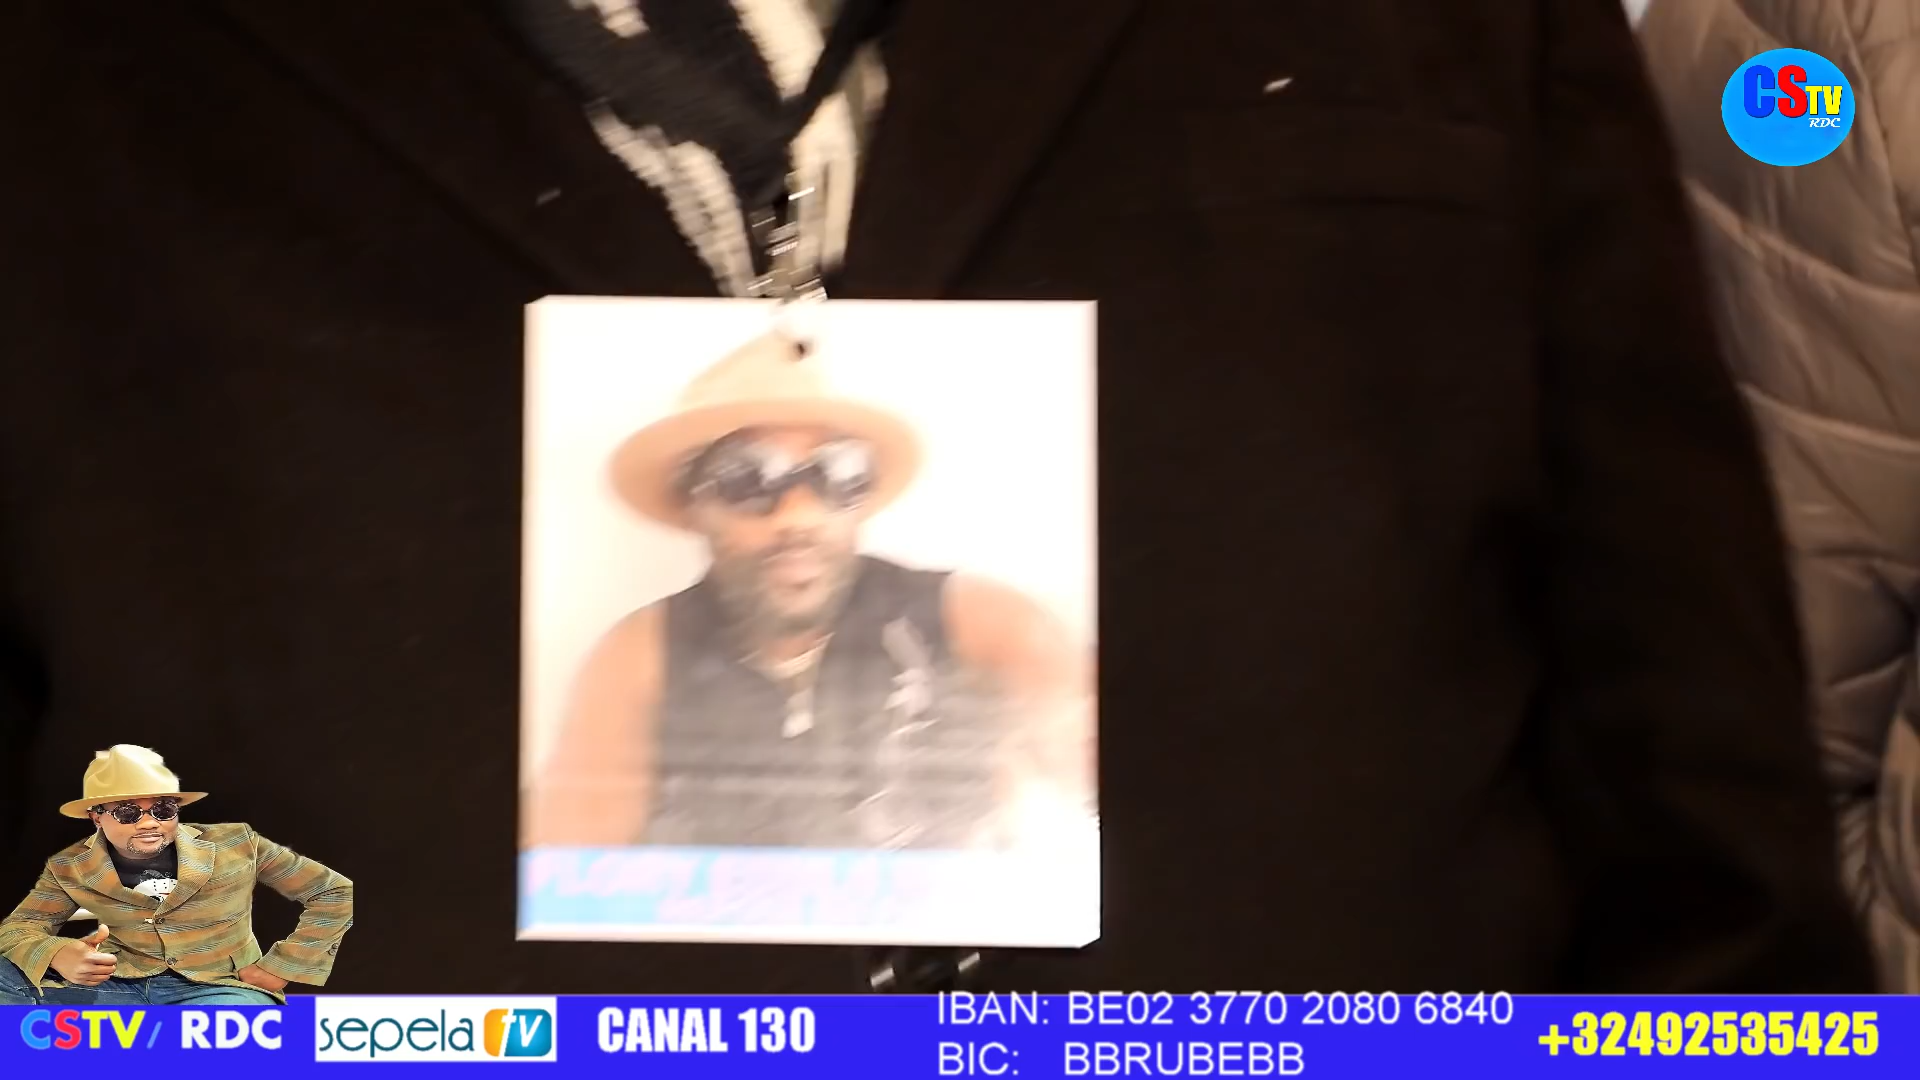 CSTV
RDC
CSTV/ RDC
sepela tv
CANAL 130
IBAN: BE02 3770 2080 6840
BIC: BBRUBEBB
+32492535425